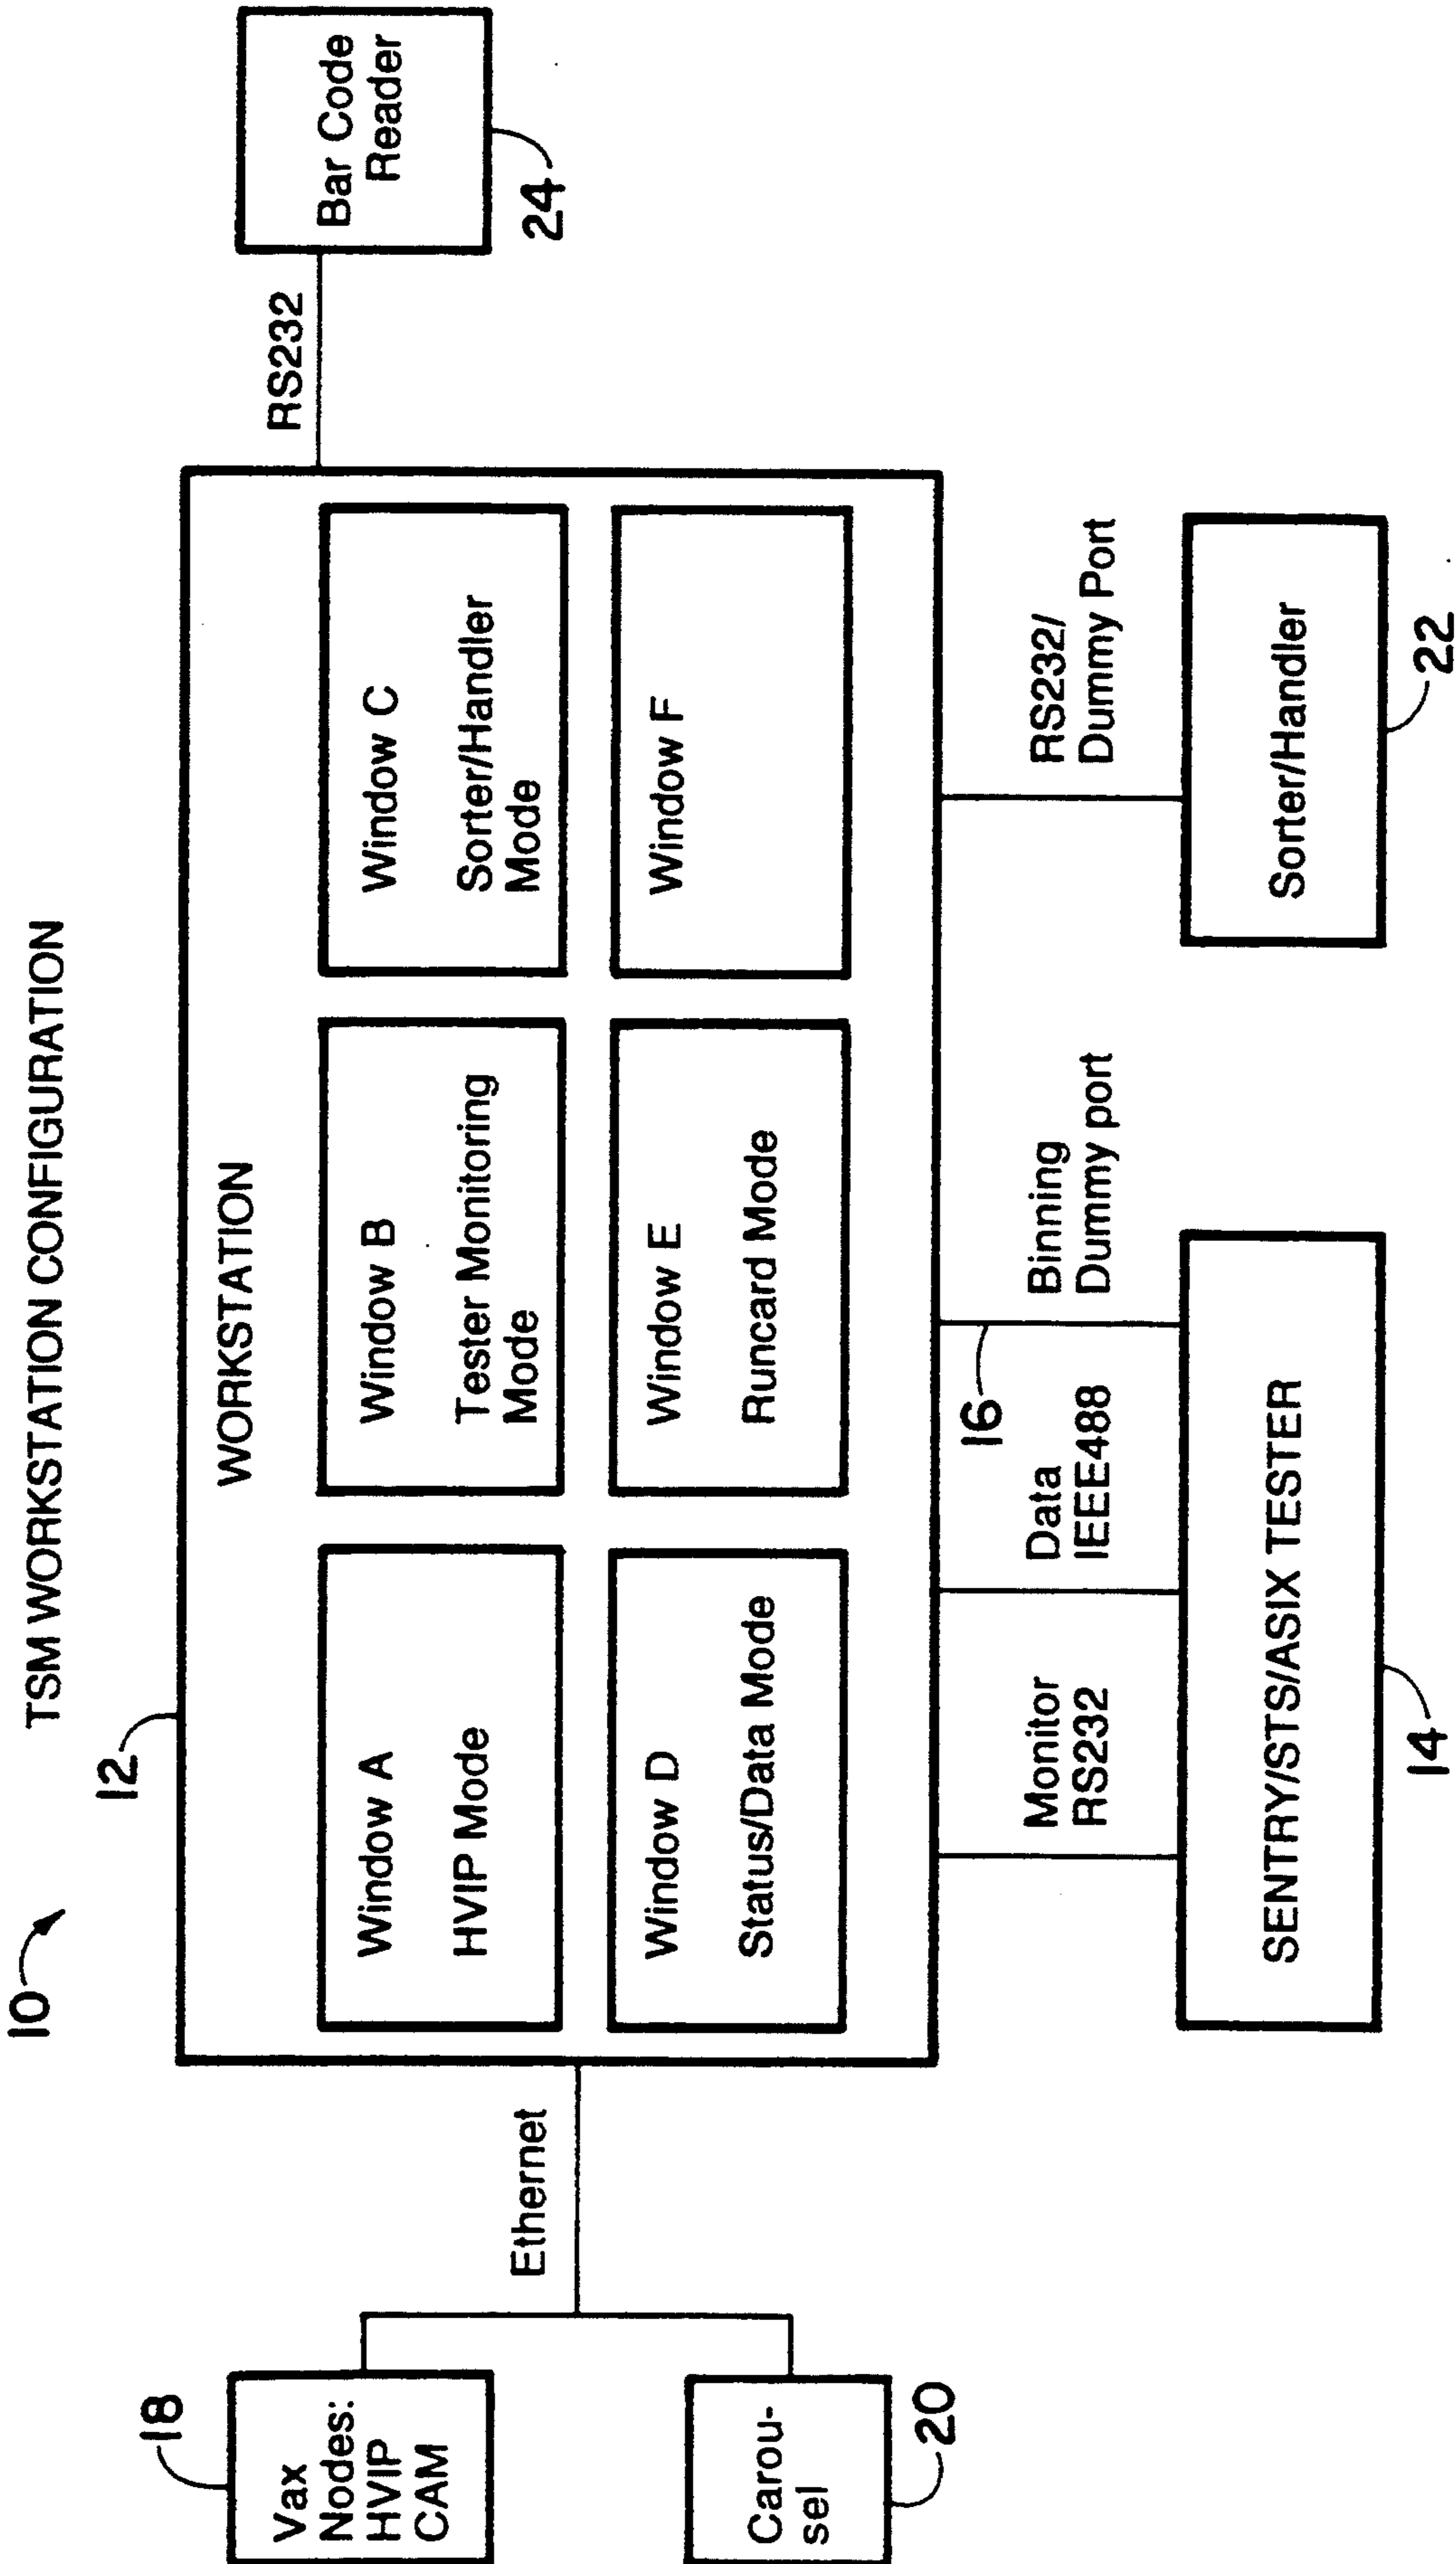 TSM WORKSTATION CONFIGURATION
10
12
WORKSTATION
Window A
HVIP Mode
Window B
Tester Monitoring
Mode
Window C
Sorter/Handler
Mode
Window D
Status/Data Mode
Window E
Runcard Mode
Window F
18
Vax
Nodes:
HVIP
CAM
Carou-
sel
20
Ethernet
RS232
Bar Code
Reader
24
Monitor
RS232
Data
IEEE488
16
Binning
Dummy port
RS232/
Dummy Port
SENTRY/STS/ASIX TESTER
14
Sorter/Handler
22